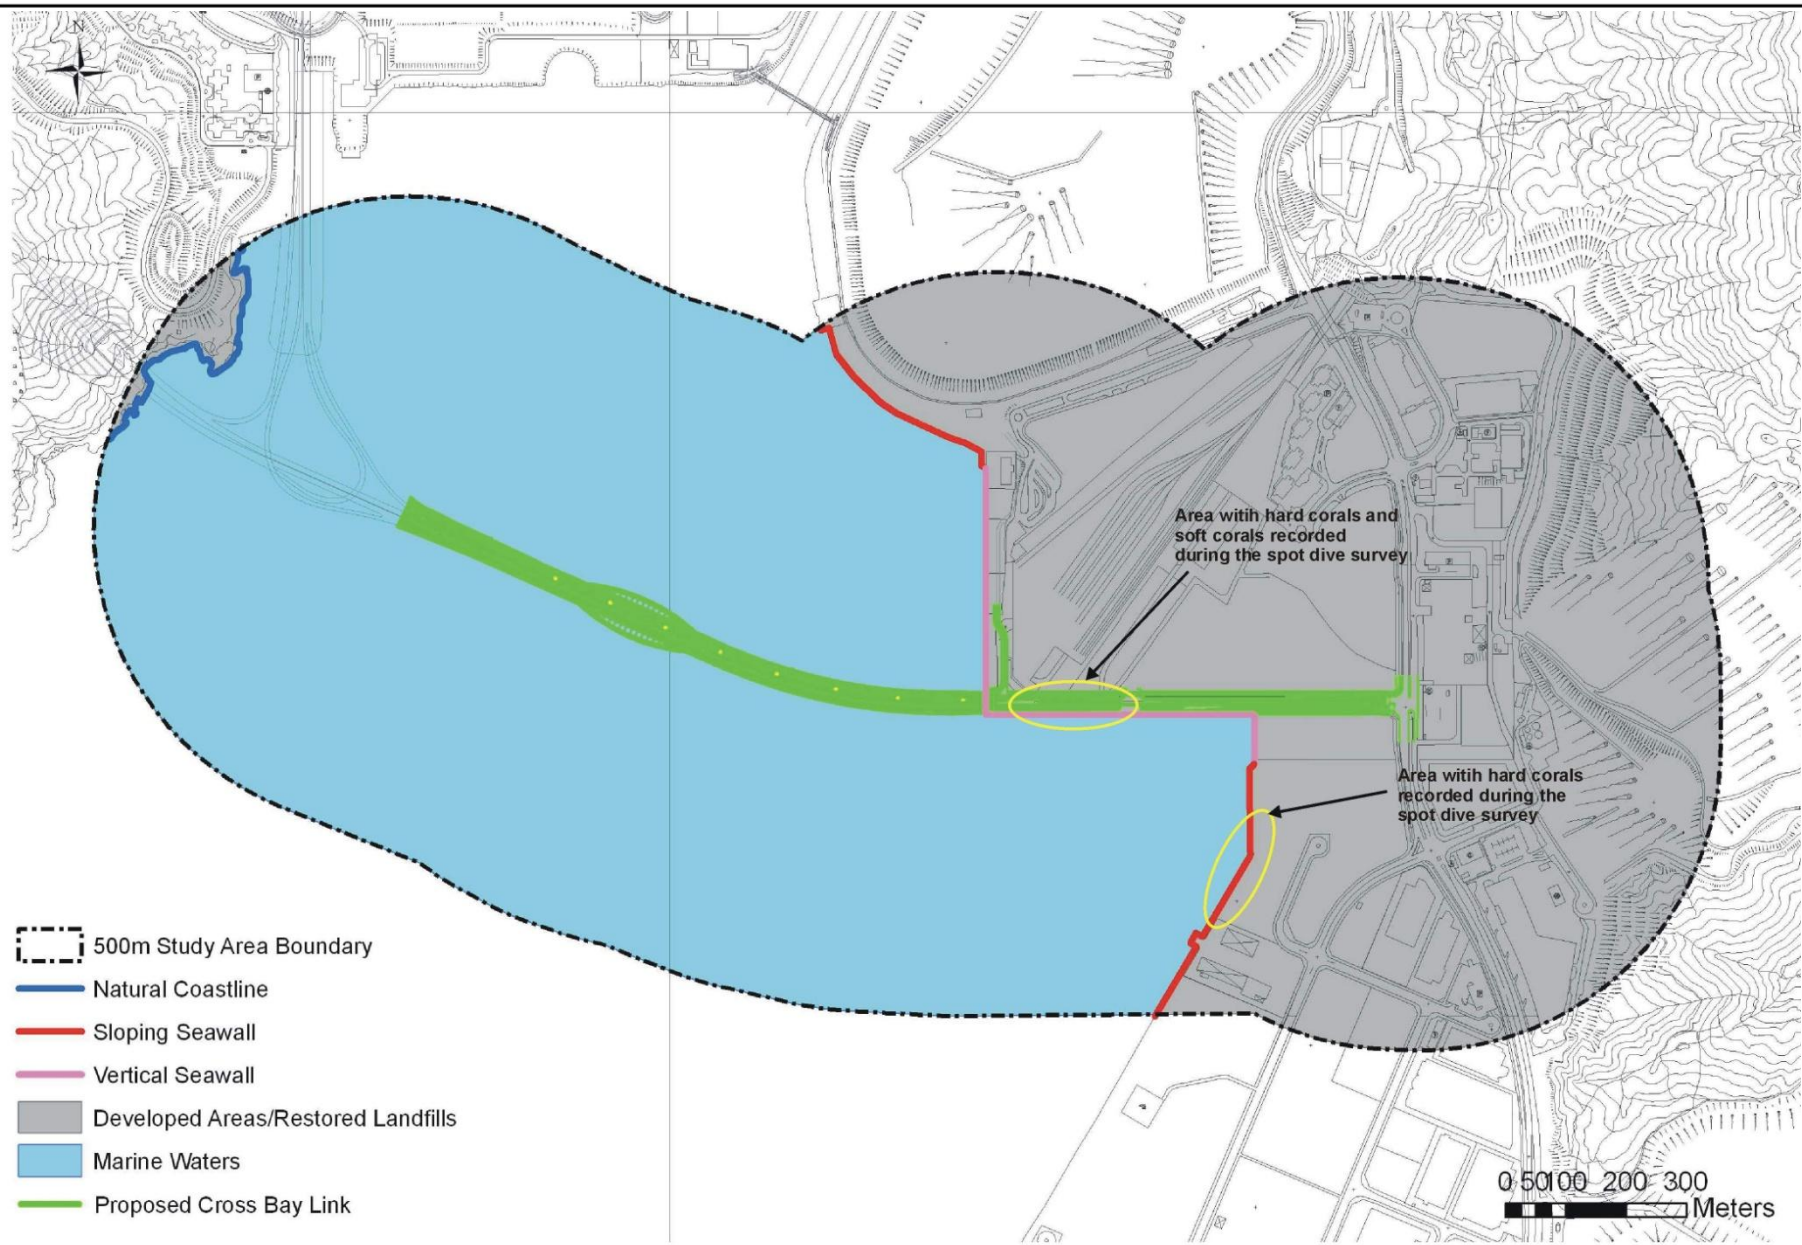 N
Area witih hard corals and
soft corals recorded
during the spot dive survey
Area witih hard corals
recorded during the
spot dive survey
500m Study Area Boundary
Natural Coastline
Sloping Seawall
Vertical Seawall
Developed Areas/Restored Landfills
Marine Waters
Proposed Cross Bay Link
0 50 100 200 300
Meters